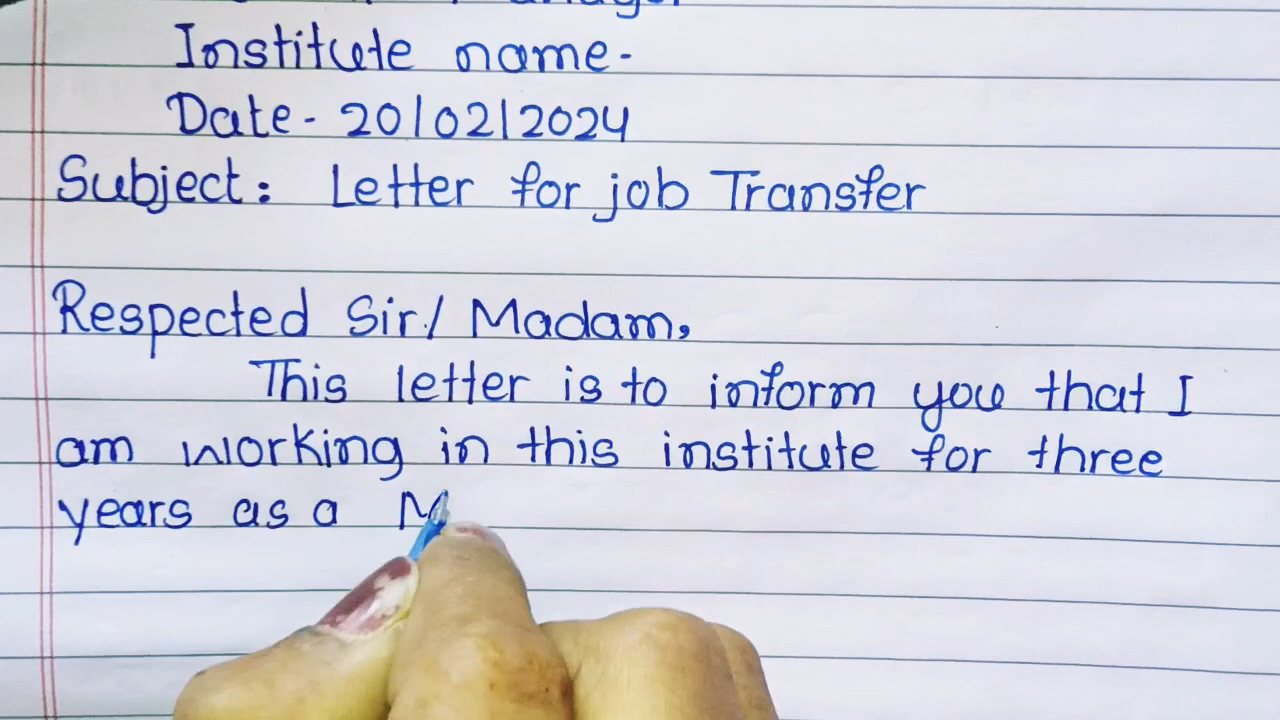 Institute name-
Date- 20/02/2024
Subject: Letter for job Transfer
Respected Sir/ Madam,
This letter is to inform you that I
am working in this institute for three
years as a M